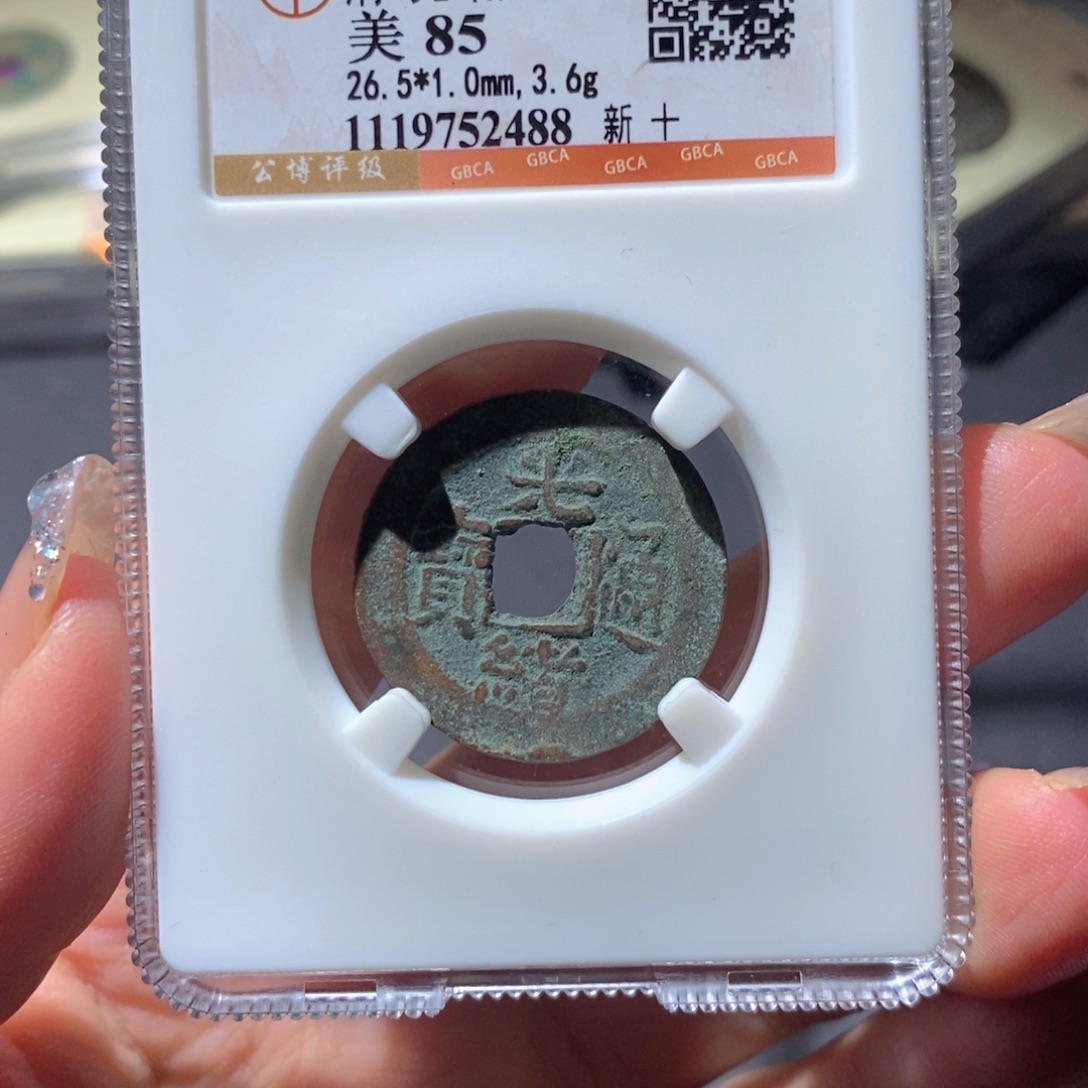 美 85
26.5*1.0mm, 3.6g
1119752488 新 十
公博评级 GBCA GBCA GBCA GBCA GBCA
光
寶 通
緒